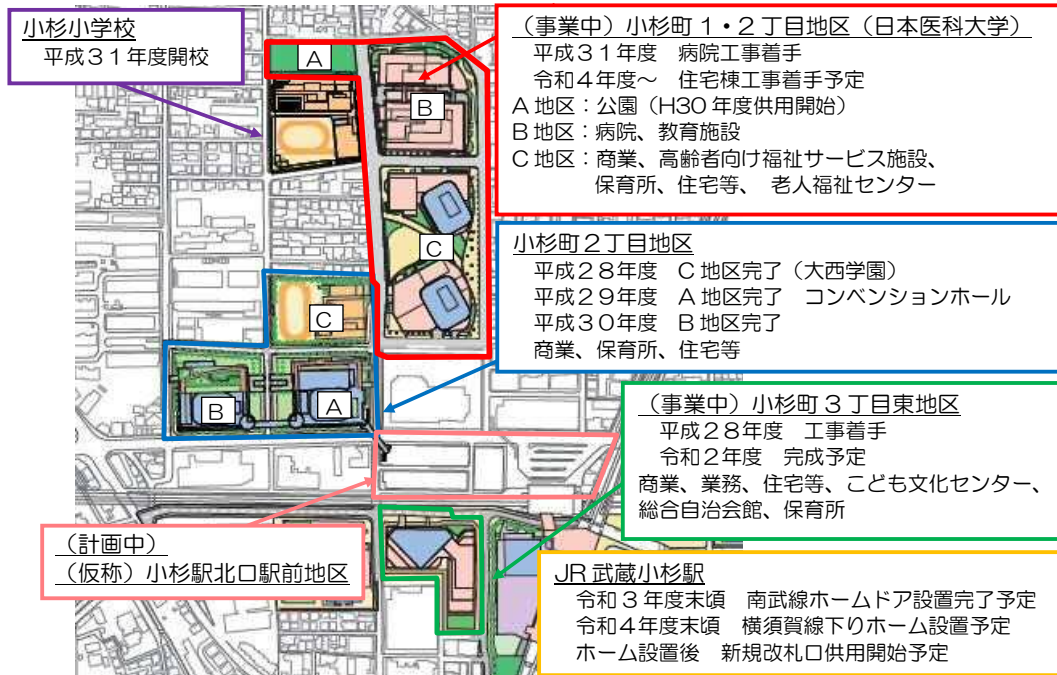 小杉小学校
平成31年度開校
（事業中）小杉町1・2丁目地区（日本医科大学）
平成31年度　病院工事着手
令和4年度～　住宅棟工事着手予定
A地区：公園（H30年度供用開始）
B地区：病院、教育施設
C地区：商業、高齢者向け福祉サービス施設、
保育所、住宅等、　老人福祉センター
A
B
C
小杉町2丁目地区
平成28年度　C地区完了（大西学園）
平成29年度　A地区完了　コンベンションホール
平成30年度　B地区完了
商業、保育所、住宅等
C
B
A
（事業中）小杉町3丁目東地区
平成28年度　工事着手
令和2年度　完成予定
商業、業務、住宅等、こども文化センター、
総合自治会館、保育所
（計画中）
（仮称）小杉駅北口駅前地区
JR武蔵小杉駅
令和3年度末頃　南武線ホームドア設置完了予定
令和4年度末頃　横須賀線下りホーム設置予定
ホーム設置後　新規改札口供用開始予定